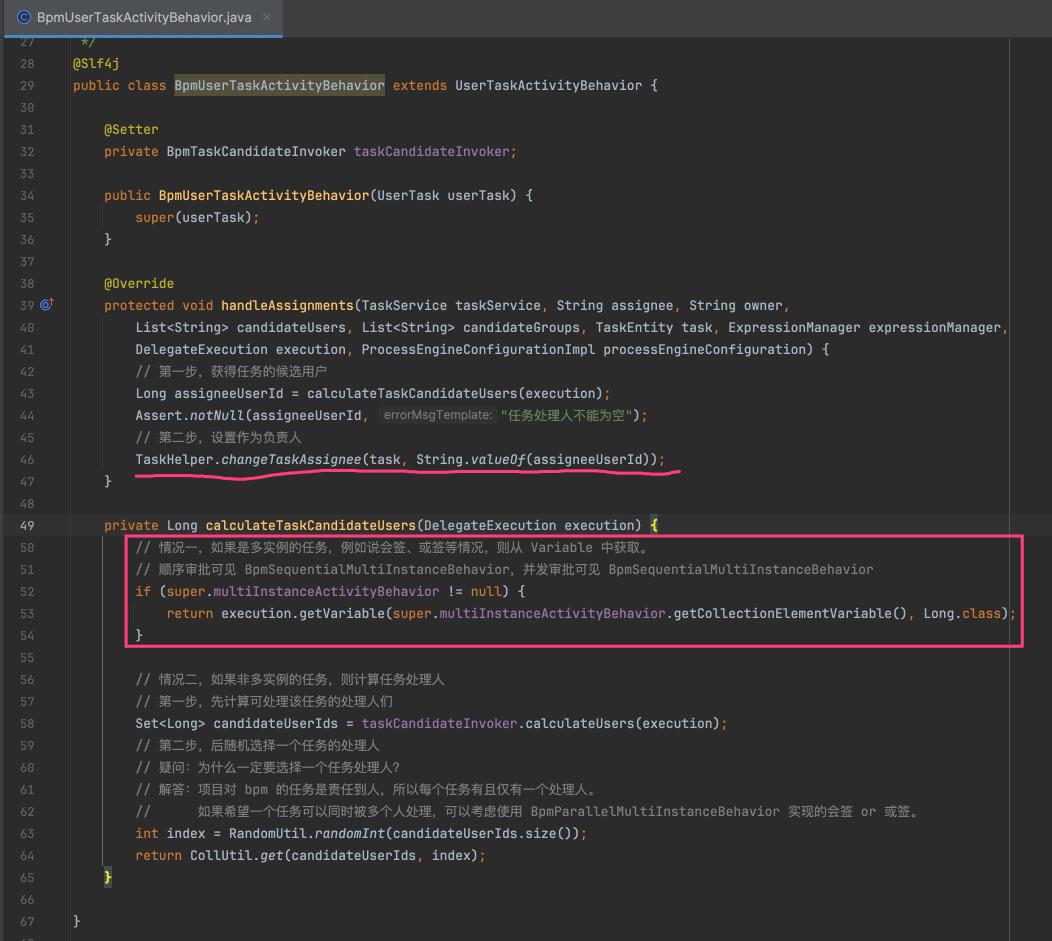 BpmUserTaskActivityBehavior.java ×
27 */
28 @Slf4j
29 public class BpmUserTaskActivityBehavior extends UserTaskActivityBehavior {
30
31 @Setter
32 private BpmTaskCandidateInvoker taskCandidateInvoker;
33
34 public BpmUserTaskActivityBehavior(UserTask userTask) {
35 super(userTask);
36 }
37
38 @Override
39 protected void handleAssignments(TaskService taskService, String assignee, String owner,
40 List<String> candidateUsers, List<String> candidateGroups, TaskEntity task, ExpressionManager expressionManager,
41 DelegateExecution execution, ProcessEngineConfigurationImpl processEngineConfiguration) {
42 // 第一步，获得任务的候选用户
43 Long assigneeUserId = calculateTaskCandidateUsers(execution);
44 Assert.notNull(assigneeUserId, errorMsgTemplate: "任务处理人不能为空");
45 // 第二步，设置作为负责人
46 TaskHelper.changeTaskAssignee(task, String.valueOf(assigneeUserId));
47 }
48
49 private Long calculateTaskCandidateUsers(DelegateExecution execution) {
50 // 情况一，如果是多实例的任务，例如说会签、或签等情况，则从 Variable 中获取。
51 // 顺序审批可见 BpmSequentialMultiInstanceBehavior，并发审批可见 BpmSequentialMultiInstanceBehavior
52 if (super.multiInstanceActivityBehavior != null) {
53 return execution.getVariable(super.multiInstanceActivityBehavior.getCollectionElementVariable(), Long.class);
54 }
55
56 // 情况二，如果非多实例的任务，则计算任务处理人
57 // 第一步，先计算可处理该任务的处理人们
58 Set<Long> candidateUserIds = taskCandidateInvoker.calculateUsers(execution);
59 // 第二步，后随机选择一个任务的处理人
60 // 疑问：为什么一定要选择一个任务处理人？
61 // 解答：项目对 bpm 的任务是责任到人，所以每个任务有且仅有一个处理人。
62 // 如果希望一个任务可以同时被多个人处理，可以考虑使用 BpmParallelMultiInstanceBehavior 实现的会签 or 或签。
63 int index = RandomUtil.randomInt(candidateUserIds.size());
64 return CollUtil.get(candidateUserIds, index);
65 }
66
67 }